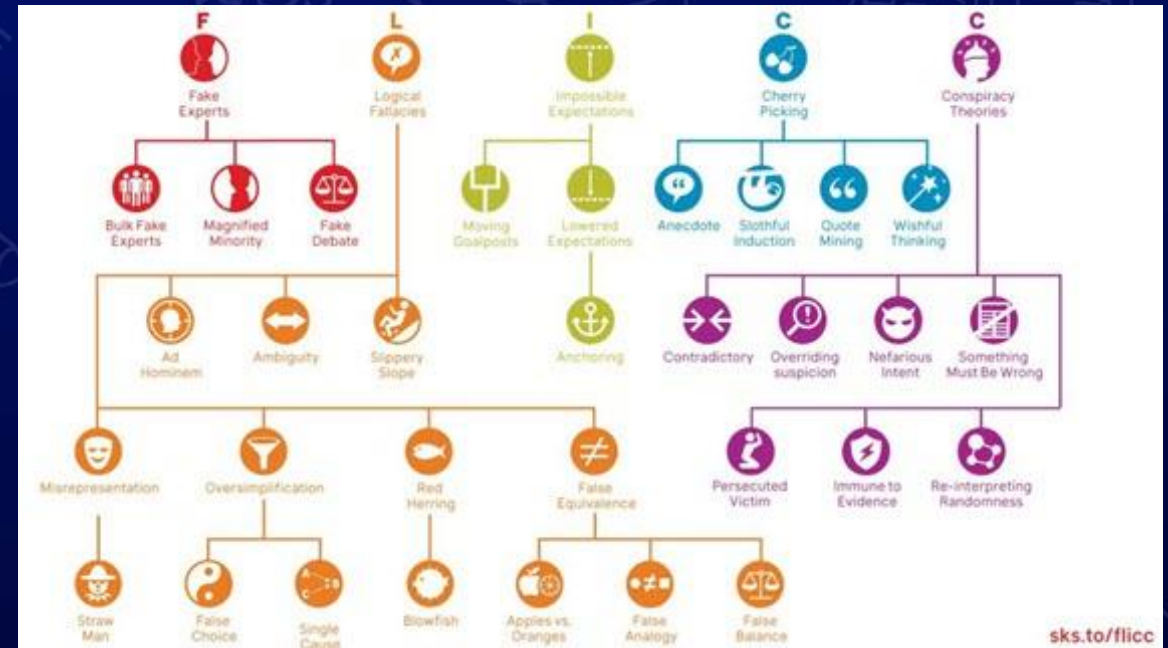 F L I C C
Fake Logical Impossible Cherry Conspiracy
Experts Fallacies Expectations Picking Theories
Bulk Fake Magnified Fake Moving Lowered Anecdote Slothful Quote Wishful
Experts Minority Debate Goalposts Expectations Induction Mining Thinking
Ad Ambiguity Slippery Anchoring Contradictory Overriding Nefarious Something
Hominem Slope suspicion Intent Must Be Wrong
Misrepresentation Oversimplification Red False Persecuted Immune to Re-interpreting
Herring Equivalence Victim Evidence Randomness
A B
C
Straw False Single Blowfish Apples vs. False False
Man Choice Cause Oranges Analogy Balance
sks.to/flicc